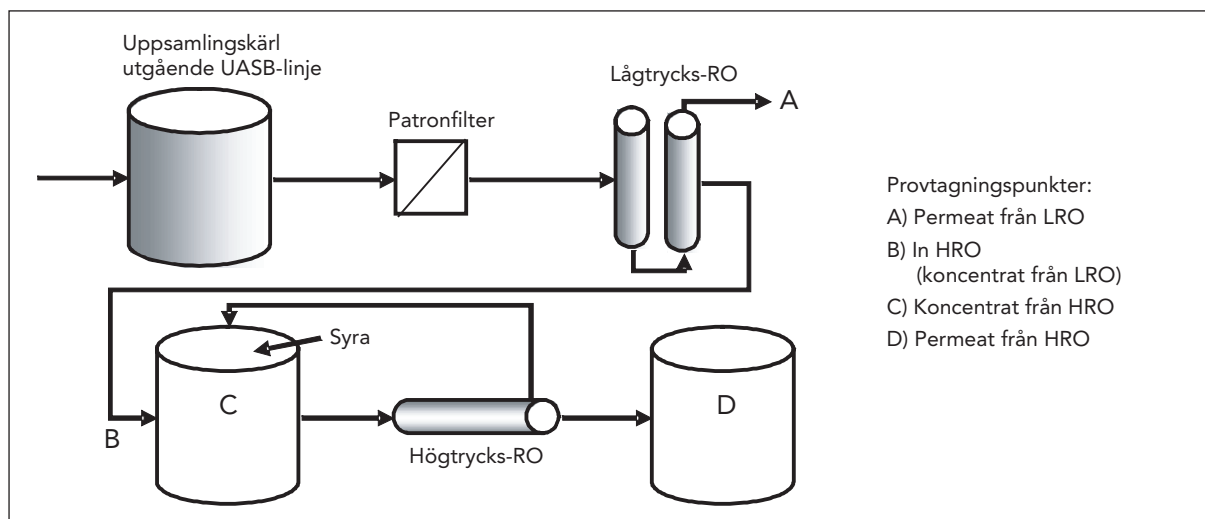 Uppsamlingskärl
utgående UASB-linje
Patronfilter
Lågtrycks-RO
A
Provtagningspunkter:
A) Permeat från LRO
B) In HRO
(koncentrat från LRO)
C) Koncentrat från HRO
D) Permeat från HRO
Syra
C
D
B
Högtrycks-RO